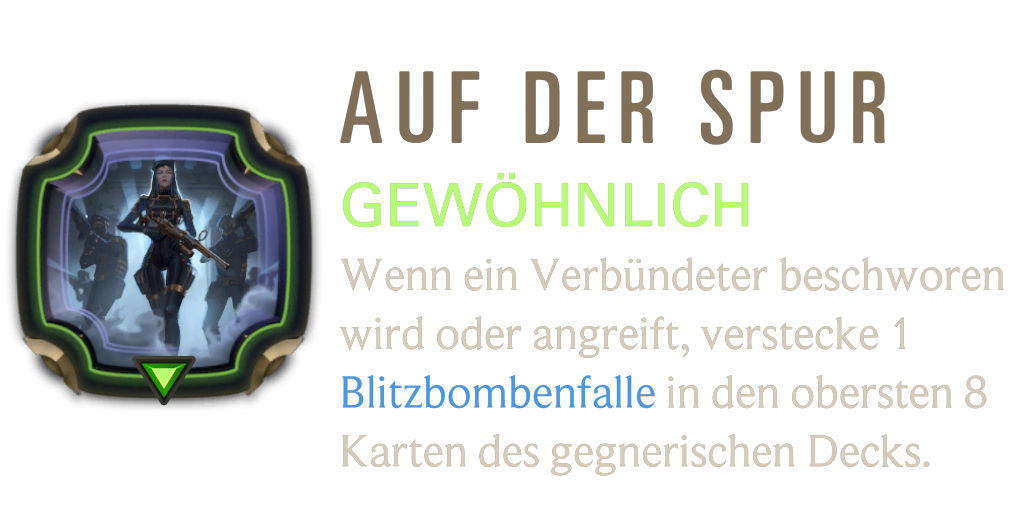 AUF DER SPUR
GEWÖHNLICH
Wenn ein Verbündeter beschworen
wird oder angreift, verstecke 1
Blitzbombenfalle in den obersten 8
Karten des gegnerischen Decks.